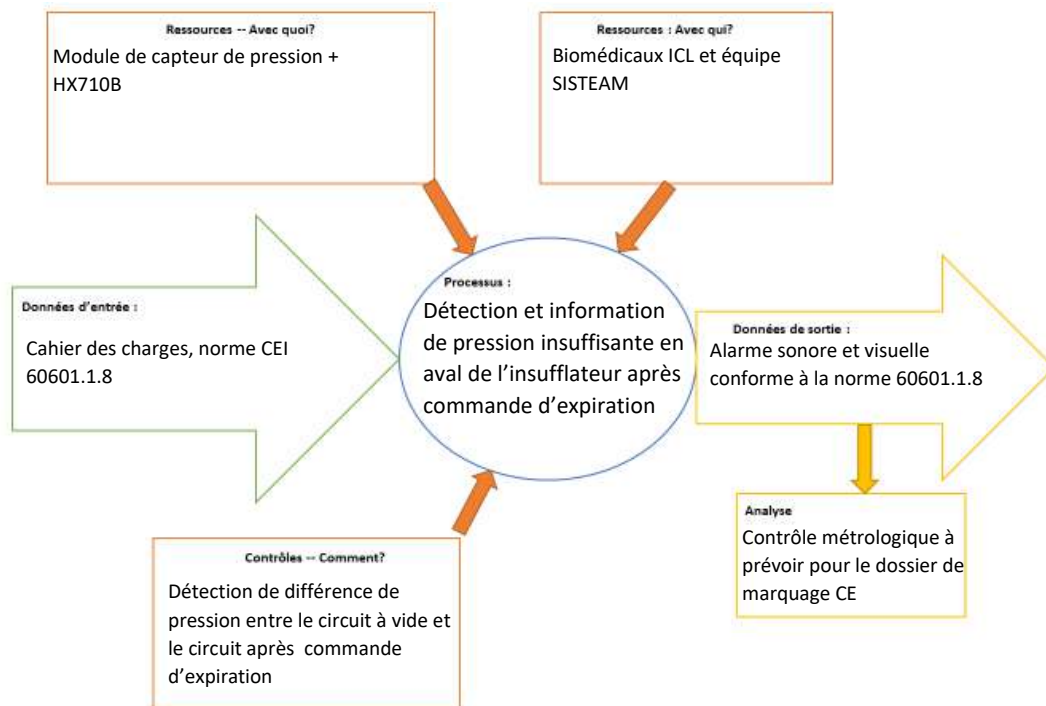 Ressources -- Avec quoi?
Module de capteur de pression +
HX710B
Ressources : Avec qui?
Biomédicaux ICL et équipe
SISTEAM
Données d'entrée :
Cahier des charges, norme CEI
60601.1.8
Processus :
Détection et information
de pression insuffisante en
aval de l'insufflateur après
commande d'expiration
Données de sortie :
Alarme sonore et visuelle
conforme à la norme 60601.1.8
Contrôles -- Comment?
Détection de différence de
pression entre le circuit à vide et
le circuit après commande
d'expiration
Analyse
Contrôle métrologique à
prévoir pour le dossier de
marquage CE